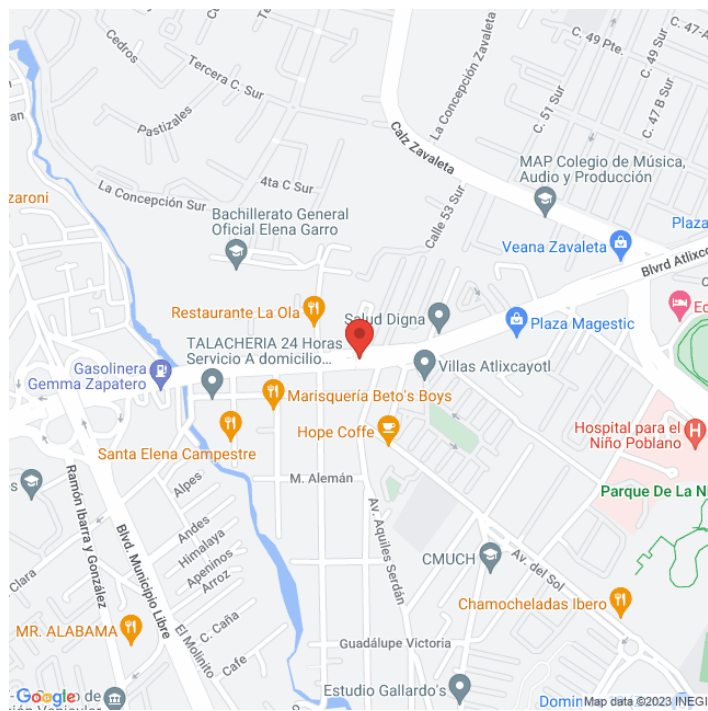 Cedros
Tercera C. Sur
Pastizales
La Concepción Sur
4ta C Sur
La Concepción Zavaleta
Calz Zavaleta
C. 49 Pte.
C. 47-A
C. 49 Sur
C. 51 Sur
C. 47 B Sur
MAP Colegio de Música,
Audio y Producción
Calle 53 Sur
Bachillerato General
Oficial Elena Garro
Veana Zavaleta
Plaza
Blvrd Atlixco
Restaurante La Ola
Salud Digna
Plaza Magestic
TALACHERIA 24 Horas
Servicio A domicilio...
Gasolinera
Gemma Zapatero
Villas Atlixcayotl
Marisquería Beto's Boys
Hope Coffe
Hospital para el
Niño Poblano
Santa Elena Campestre
M. Alemán
Parque De La N
Alpes
Andes
Himalaya
Apeninos
Arroz
Ramón Ibarra y González
Blvd. Municipio Libre
Clara
Av. Aquiles Serdán
CMUCH
Av. del Sol
Chamocheladas Ibero
C. Caña
MR. ALABAMA
El Molinito
Cafe
Guadálupe Victoria
Estudio Gallardo's
Google
Map data ©2023 INEGI